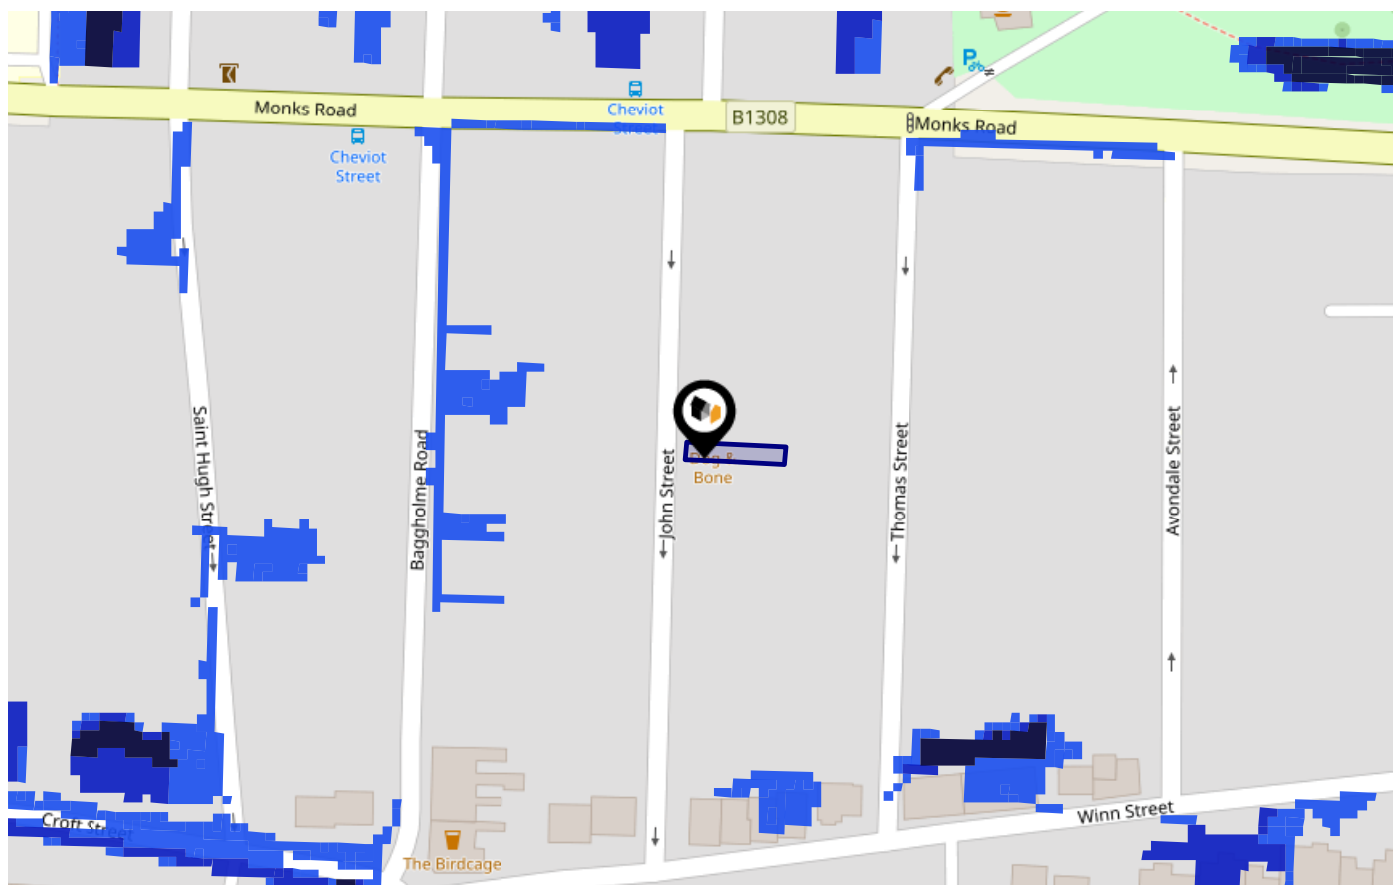 Monks Road
Cheviot
Street
B1308
Monks Road
Cheviot
Street
Saint Hugh Street
Baggholme Road
John Street
Dog &
Bone
Thomas Street
Avondale Street
Croft Street
The Birdcage
Winn Street
P